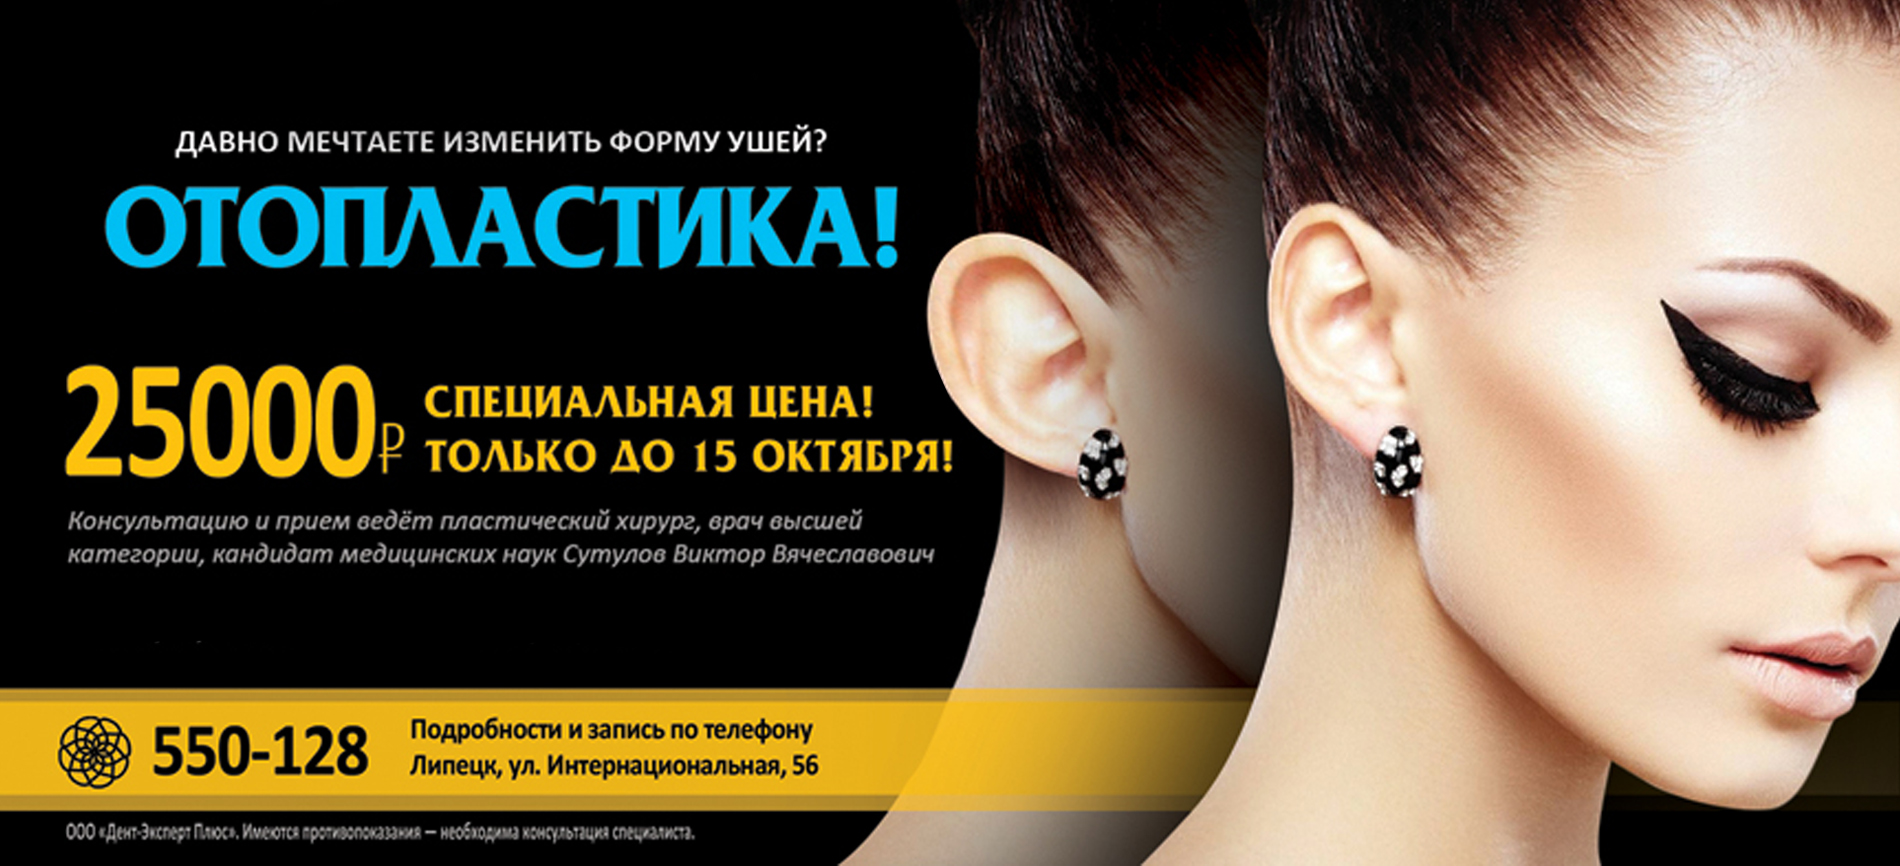 ДАВНО МЕЧТАЕТЕ ИЗМЕНИТЬ ФОРМУ УШЕЙ?
ОТОПЛАСТИКА!
25000₽
СПЕЦИАЛЬНАЯ ЦЕНА!
ТОЛЬКО ДО 15 ОКТЯБРЯ!
Консультацию и прием ведёт пластический хирург, врач высшей
категории, кандидат медицинских наук Сутулов Виктор Вячеславович
550-128
Подробности и запись по телефону
Липецк, ул. Интернациональная, 56
ООО «Дент-Эксперт Плюс». Имеются противопоказания — необходима консультация специалиста.